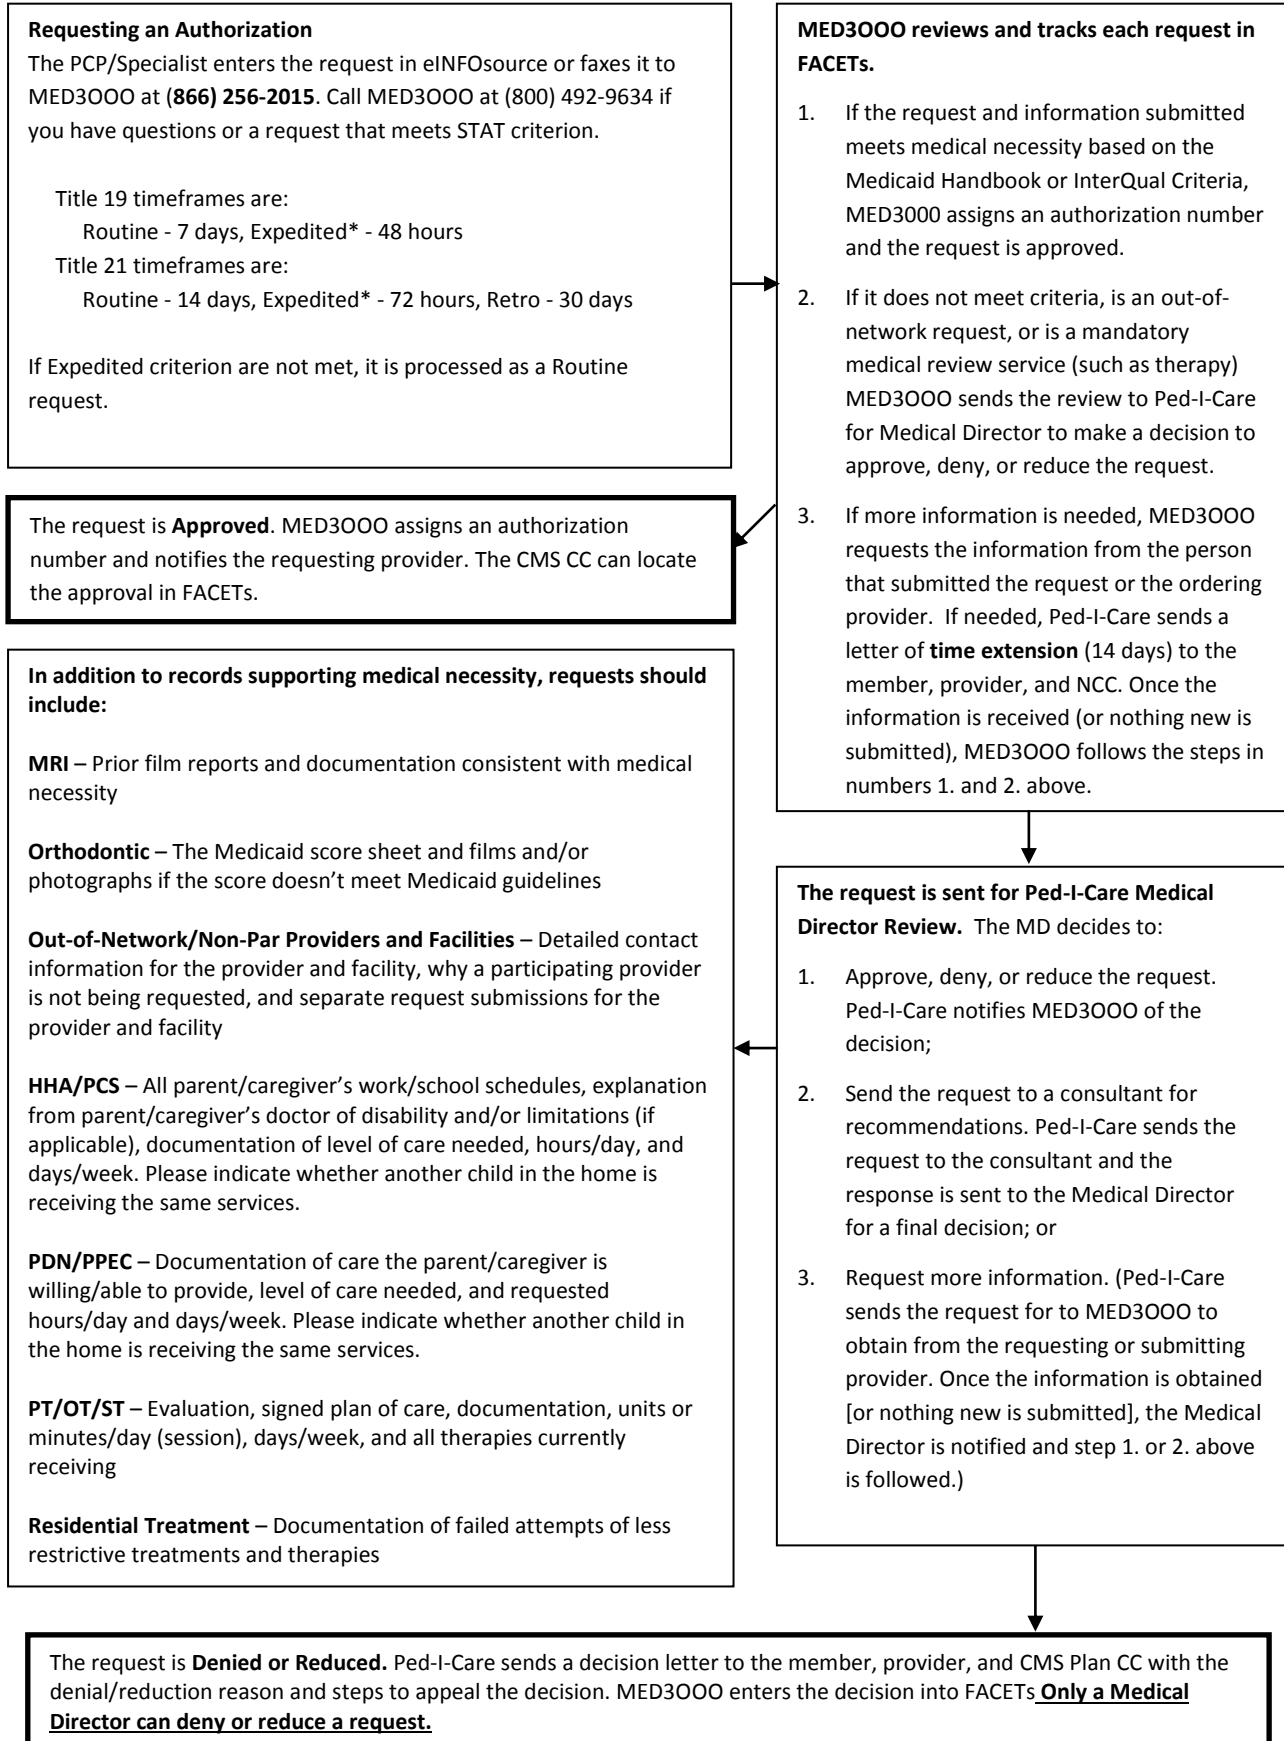 Requesting an Authorization
The PCP/Specialist enters the request in eINFOsource or faxes it to
MED3OOO at (866) 256-2015. Call MED3OOO at (800) 492-9634 if
you have questions or a request that meets STAT criterion.
Title 19 timeframes are:
Routine - 7 days, Expedited* - 48 hours
Title 21 timeframes are:
Routine - 14 days, Expedited* - 72 hours, Retro - 30 days
If Expedited criterion are not met, it is processed as a Routine
request.
MED3OOO reviews and tracks each request in
FACETs.
1. If the request and information submitted
meets medical necessity based on the
Medicaid Handbook or InterQual Criteria,
MED3000 assigns an authorization number
and the request is approved.
2. If it does not meet criteria, is an out-of-
network request, or is a mandatory
medical review service (such as therapy)
MED3OOO sends the review to Ped-I-Care
for Medical Director to make a decision to
approve, deny, or reduce the request.
3. If more information is needed, MED3OOO
requests the information from the person
that submitted the request or the ordering
provider.  If needed, Ped-I-Care sends a
letter of time extension (14 days) to the
member, provider, and NCC. Once the
information is received (or nothing new is
submitted), MED3OOO follows the steps in
numbers 1. and 2. above.
The request is Approved. MED3OOO assigns an authorization
number and notifies the requesting provider. The CMS CC can locate
the approval in FACETs.
In addition to records supporting medical necessity, requests should
include:
MRI – Prior film reports and documentation consistent with medical
necessity
Orthodontic – The Medicaid score sheet and films and/or
photographs if the score doesn't meet Medicaid guidelines
Out-of-Network/Non-Par Providers and Facilities – Detailed contact
information for the provider and facility, why a participating provider
is not being requested, and separate request submissions for the
provider and facility
HHA/PCS – All parent/caregiver's work/school schedules, explanation
from parent/caregiver's doctor of disability and/or limitations (if
applicable), documentation of level of care needed, hours/day, and
days/week. Please indicate whether another child in the home is
receiving the same services.
PDN/PPEC – Documentation of care the parent/caregiver is
willing/able to provide, level of care needed, and requested
hours/day and days/week. Please indicate whether another child in
the home is receiving the same services.
PT/OT/ST – Evaluation, signed plan of care, documentation, units or
minutes/day (session), days/week, and all therapies currently
receiving
Residential Treatment – Documentation of failed attempts of less
restrictive treatments and therapies
The request is sent for Ped-I-Care Medical
Director Review.  The MD decides to:
1. Approve, deny, or reduce the request.
Ped-I-Care notifies MED3OOO of the
decision;
2. Send the request to a consultant for
recommendations. Ped-I-Care sends the
request to the consultant and the
response is sent to the Medical Director
for a final decision; or
3. Request more information. (Ped-I-Care
sends the request for to MED3OOO to
obtain from the requesting or submitting
provider. Once the information is obtained
[or nothing new is submitted], the Medical
Director is notified and step 1. or 2. above
is followed.)
The request is Denied or Reduced. Ped-I-Care sends a decision letter to the member, provider, and CMS Plan CC with the
denial/reduction reason and steps to appeal the decision. MED3OOO enters the decision into FACETs Only a Medical
Director can deny or reduce a request.